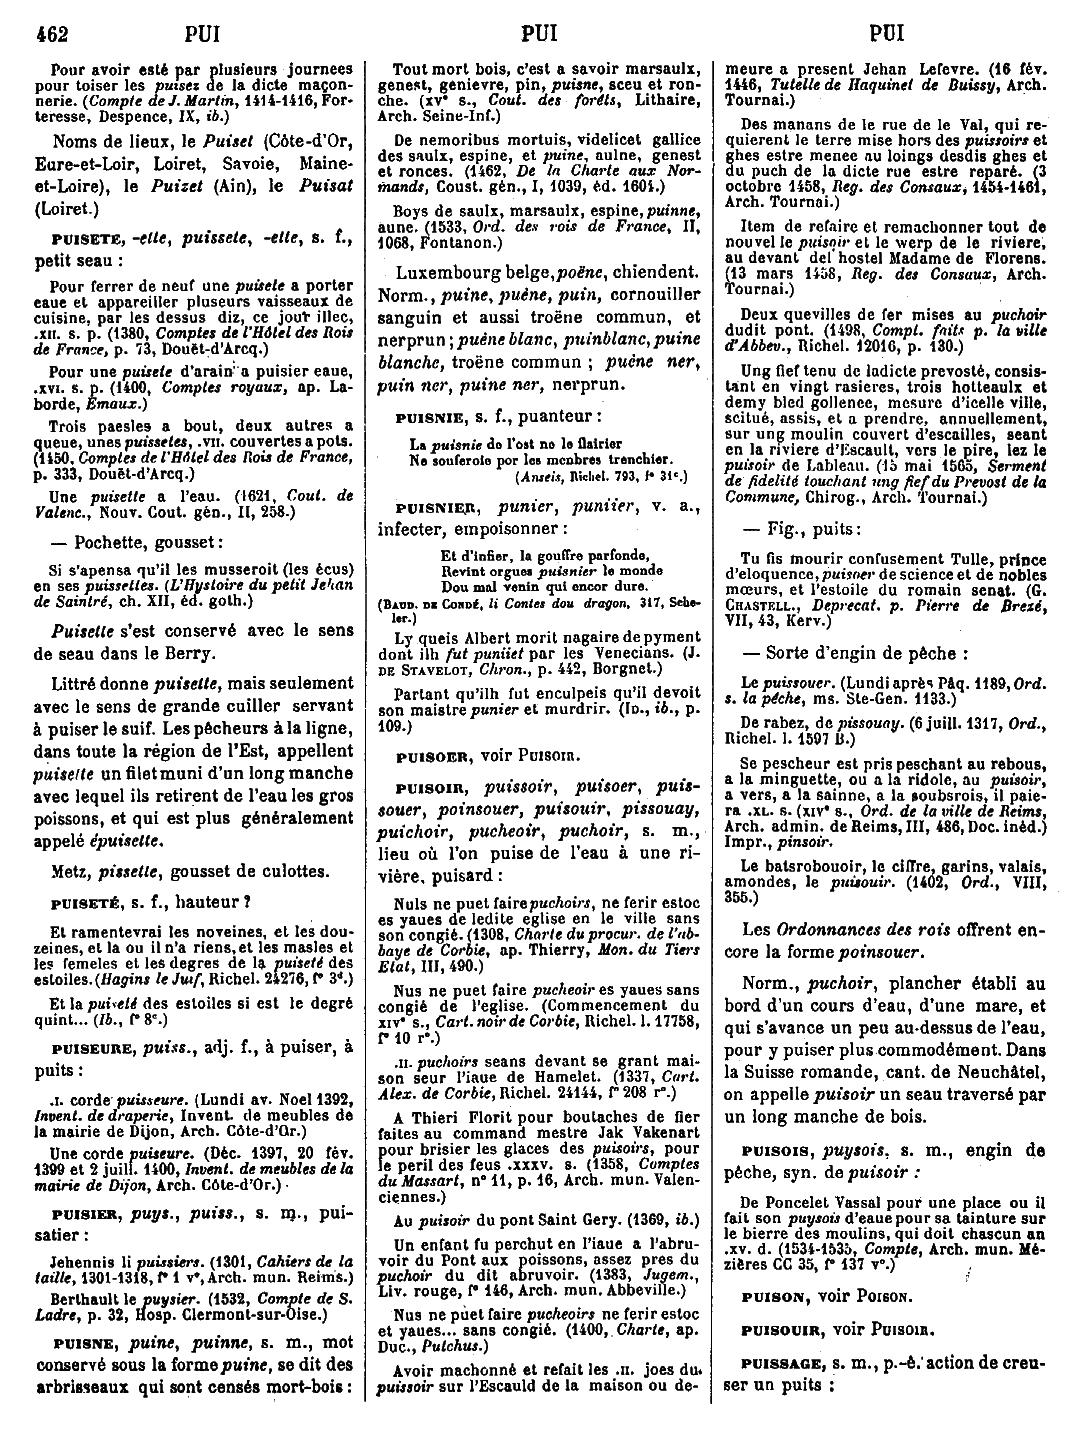 462 PUI PUI PUI
Pour avoir esté par plusieurs journees
pour toiser les puisez de la dicte maçon-
nerie. (Compte de J. Martin, 1414-1416, For-
teresse, Despence, IX, ib.)
Noms de lieux, le Puiset (Côte-d'Or,
Eure-et-Loir, Loiret, Savoie, Maine-
et-Loire), le Puizet (Ain), le Puisat
(Loiret.)
PUISETE, -elle, puissete, -ette, s. f.,
petit seau :
Pour ferrer de neuf une puisete a porter
eaue et appareiller pluseurs vaisseaux de
cuisine, par les dessus diz, ce jour illec,
.XII. s. p. (1380, Comptes de l'Hôtel des Rois
de France, p. 73, Douët-d'Arcq.)
Pour une puisete d'arain a puisier eaue,
.XVI. s. p. (1400, Comptes royaux, ap. La-
borde, Emaux.)
Trois paesles a bout, deux autres a
queue, unes puissetes, .VII. couvertes a pots.
(1450, Comptes de l'Hôtel des Rois de France,
p. 333, Douët-d'Arcq.)
Une puisette a l'eau. (1621, Cout. de
Valenc., Nouv. Cout. gén., II, 258.)
— Pochette, gousset :
Si s'apensa qu'il les musseroit (les écus)
en ses puissettes. (L'Hystoire du petit Jehan
de Saintré, ch. XII, éd. goth.)
Puisette s'est conservé avec le sens
de seau dans le Berry.
Littré donne puisette, mais seulement
avec le sens de grande cuiller servant
à puiser le suif. Les pêcheurs à la ligne,
dans toute la région de l'Est, appellent
puisette un filet muni d'un long manche
avec lequel ils retirent de l'eau les gros
poissons, et qui est plus généralement
appelé épuisette.
Metz, pissette, gousset de culottes.
PUISETÉ, s. f., hauteur ?
Et ramentevrai les noveines, et les dou-
zeines, et la ou il n'a riens, et les masles et
les femeles et les degres de la puiseté des
estoiles. (Hagins le Juif, Richel. 24276, f° 3d.)
Et la puiseté des estoiles si est le degré
quint... (Ib., f° 8c.)
PUISEURE, puiss., adj. f., à puiser, à
puits :
.I. corde puisseure. (Lundi av. Noel 1392,
Invent. de draperie, Invent. de meubles de
la mairie de Dijon, Arch. Côte-d'Or.)
Une corde puiseure. (Déc. 1397, 20 fév.
1399 et 2 juill. 1400, Invent. de meubles de la
mairie de Dijon, Arch. Côte-d'Or.)
PUISIER, puys., puiss., s. m., pui-
satier :
Jehennis li puissiers. (1301, Cahiers de la
taille, 1301-1318, f° 1 v°, Arch. mun. Reims.)
Berthault le puysier. (1532, Compte de S.
Ladre, p. 32, Hosp. Clermont-sur-Oise.)
PUISNE, puine, puinne, s. m., mot
conservé sous la forme puine, se dit des
arbrisseaux qui sont censés mort-bois :
Tout mort bois, c'est a savoir marsaulx,
genest, genievre, pin, puisne, sceu et ron-
che. (XV° s., Cout. des forêts, Lithaire,
Arch. Seine-Inf.)
De nemoribus mortuis, videlicet gallice
des saulx, espine, et puine, aulne, genest
et ronces. (1462, De la Charte aux Nor-
mands, Coust. gén., I, 1039, éd. 1604.)
Boys de saulx, marsaulx, espine, puinne,
aune. (1533, Ord. des rois de France, II,
1068, Fontanon.)
Luxembourg belge, poëne, chiendent.
Norm., puine, puène, puin, cornouiller
sanguin et aussi troëne commun, et
nerprun ; puène blanc, puinblanc, puine
blanche, troëne commun ; puène ner,
puin ner, puine ner, nerprun.
PUISNIE, s. f., puanteur :
La puisnie de l'ost ne le flairier
Ne souferoie por les menbres trenchier.
(Anseis, Richel. 793, f° 31c.)
PUISNIER, punier, puniier, v. a.,
infecter, empoisonner :
Et d'infier, la gouffre parfonde,
Revint orgues puisnier le monde
Dou mal venin qui encor dure.
(BAUD. DE CONDÉ, li Contes dou dragon, 317, Sche-
ler.)
Ly queis Albert morit nagaire de pyment
dont ilh fut puniiet par les Venecians. (J.
DE STAVELOT, Chron., p. 442, Borgnet.)
Partant qu'ilh fut enculpeis qu'il devoit
son maistre punier et murdrir. (ID., ib., p.
109.)
PUISOER, voir PUISOIR.
PUISOIR, puissoir, puisoer, puis-
souer, poinsouer, puisouir, pissouay,
puichoir, pucheoir, puchoir, s. m.,
lieu où l'on puise de l'eau à une ri-
vière, puisard :
Nuls ne puet faire puchoirs, ne ferir estoc
es yaues de ledite eglise en le ville sans
son congié. (1308, Charte du procur. de l'ab-
baye de Corbie, ap. Thierry, Mon. du Tiers
Etat, III, 490.)
Nus ne puet faire pucheoir es yaues sans
congié de l'eglise. (Commencement du
XIV° s., Cart. noir de Corbie, Richel. l. 17758,
f° 10 r°.)
.II. puchoirs seans devant se grant mai-
son seur l'iaue de Hamelet. (1337, Cart.
Alex. de Corbie, Richel. 24144, f° 208 r°.)
A Thieri Florit pour boutaches de fier
faites au command mestre Jak Vakenart
pour brisier les glaces des puisoirs, pour
le peril des feus .XXXV. s. (1358, Comptes
du Massart, n° 11, p. 16, Arch. mun. Valen-
ciennes.)
Au puisoir du pont Saint Gery. (1369, ib.)
Un enfant fu perchut en l'iaue a l'abru-
voir du Pont aux poissons, assez pres du
puchoir du dit abruvoir. (1383, Jugem.,
Liv. rouge, f° 146, Arch. mun. Abbeville.)
Nus ne puet faire pucheoirs ne ferir estoc
et yaues... sans congié. (1400, Charte, ap.
Duc., Putchus.)
Avoir machonné et refait les .II. joes du
puissoir sur l'Escauld de la maison ou de-
meure a present Jehan Lefevre. (16 fév.
1446, Tutelle de Haquinet de Buissy, Arch.
Tournai.)
Des manans de le rue de le Val, qui re-
quierent le terre mise hors des puissoirs et
ghes estre menee au loings desdis ghes et
du puch de la dicte rue estre reparé. (3
octobre 1458, Reg. des Consaux, 1454-1461,
Arch. Tournai.)
Item de refaire et remachonner tout de
nouvel le puisoir et le werp de le riviere,
au devant del hostel Madame de Florens.
(13 mars 1458, Reg. des Consaux, Arch.
Tournai.)
Deux quevilles de fer mises au puchoir
dudit pont. (1498, Compt. faits p. la ville
d'Abbev., Richel. 12016, p. 130.)
Ung fief tenu de ladicte prevosté, consis-
tant en vingt rasieres, trois hotteaulx et
demy bled gollence, mesure d'icelle ville,
scitué, assis, et a prendre, annuellement,
sur ung moulin couvert d'escailles, seant
en la riviere d'Escault, vers le pire, lez le
puisoir de Lableau. (15 mai 1565, Serment
de fidelité touchant ung fief du Prevost de la
Commune, Chirog., Arch. Tournai.)
— Fig., puits :
Tu fis mourir confusement Tulle, prince
d'eloquence, puisoer de science et de nobles
mœurs, et l'estoile du romain senat. (G.
CHASTELL., Deprecat. p. Pierre de Brezé,
VII, 43, Kerv.)
— Sorte d'engin de pêche :
Le puissouer. (Lundi après Pâq. 1189, Ord.
s. la pêche, ms. Ste-Gen. 1133.)
De rabez, de pissouay. (6 juill. 1317, Ord.,
Richel. l. 1597 B.)
Se pescheur est pris peschant au rebous,
a la minguette, ou a la ridole, au puisoir,
a vers, a la sainne, a la soubsrois, il paie-
ra .XL. s. (XIV° s., Ord. de la ville de Reims,
Arch. admin. de Reims, III, 486, Doc. inéd.)
Impr., pinsoir.
Le batsrobouoir, le ciffre, garins, valais,
amondes, le puisouir. (1402, Ord., VIII,
355.)
Les Ordonnances des rois offrent en-
core la forme poinsouer.
Norm., puchoir, plancher établi au
bord d'un cours d'eau, d'une mare, et
qui s'avance un peu au-dessus de l'eau,
pour y puiser plus commodément. Dans
la Suisse romande, cant. de Neuchâtel,
on appelle puisoir un seau traversé par
un long manche de bois.
PUISOIS, puysois, s. m., engin de
pêche, syn. de puisoir :
De Poncelet Vassal pour une place ou il
fait son puysois d'eaue pour sa tainture sur
le bierre des moulins, qui doit chascun an
.XV. d. (1534-1535, Compte, Arch. mun. Mé-
zières CC 35, f° 137 v°.)
PUISON, voir POISON.
PUISOUIR, voir PUISOIR.
PUISSAGE, s. m., p.-ê. action de creu-
ser un puits :